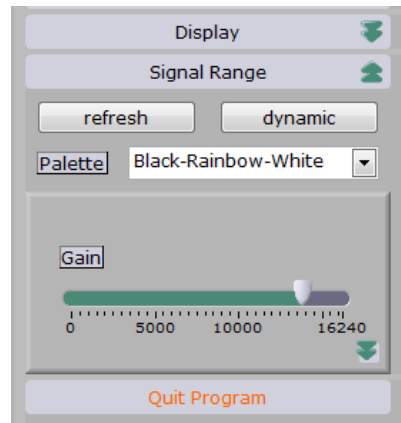 Display
Signal Range
refresh dynamic
Palette Black-Rainbow-White
Gain
0 5000 10000 16240
Quit Program